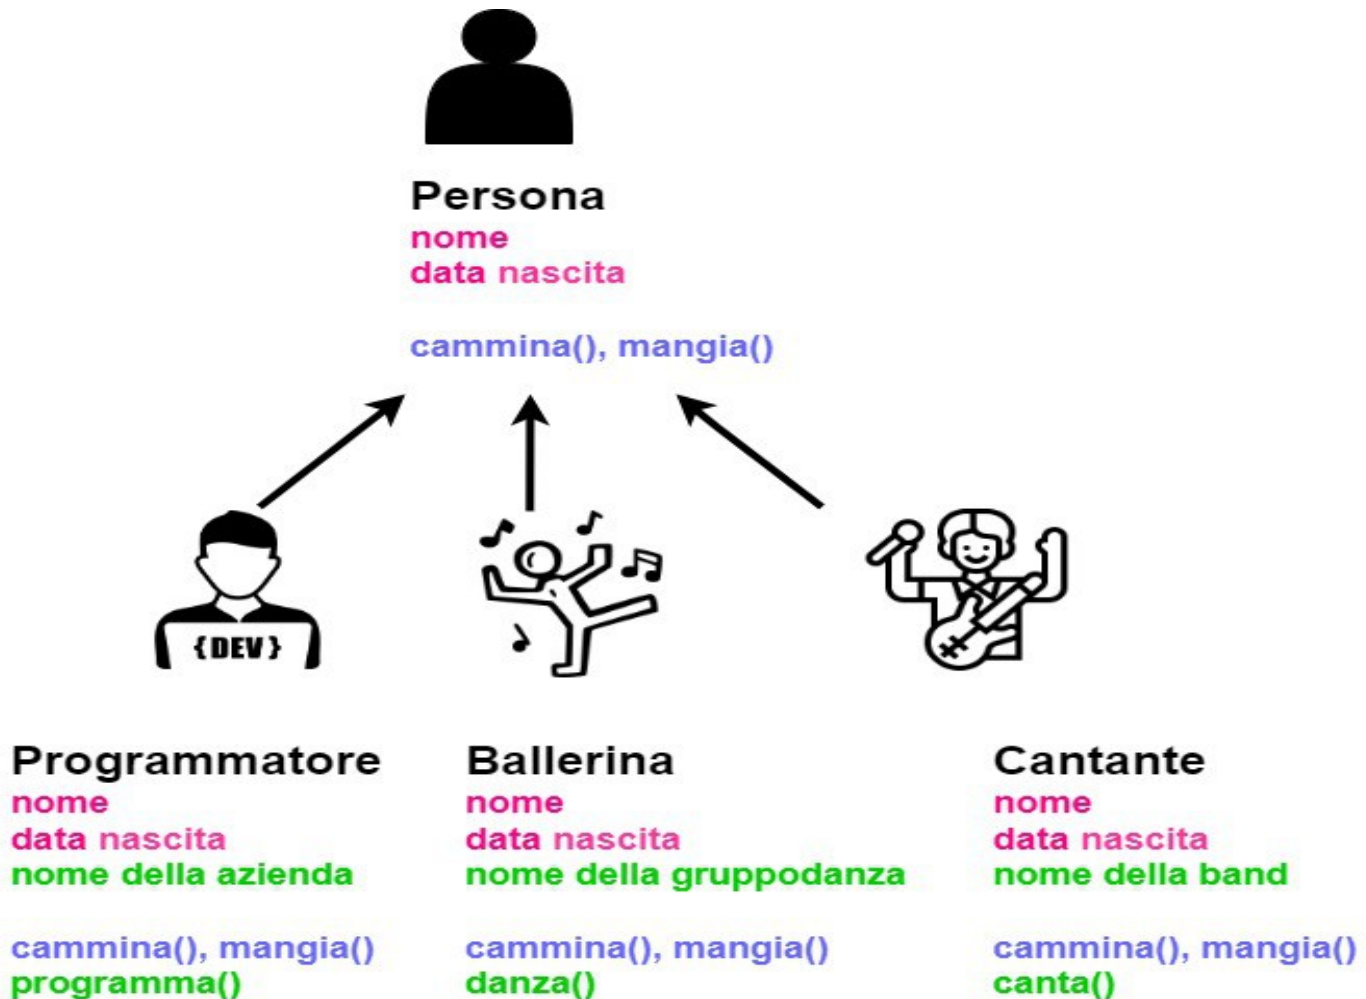 Persona
nome
data nascita
cammina(), mangia()
{DEV}
Programmatore
nome
data nascita
nome della azienda
cammina(), mangia()
programma()
Ballerina
nome
data nascita
nome della gruppodanza
cammina(), mangia()
danza()
Cantante
nome
data nascita
nome della band
cammina(), mangia()
canta()